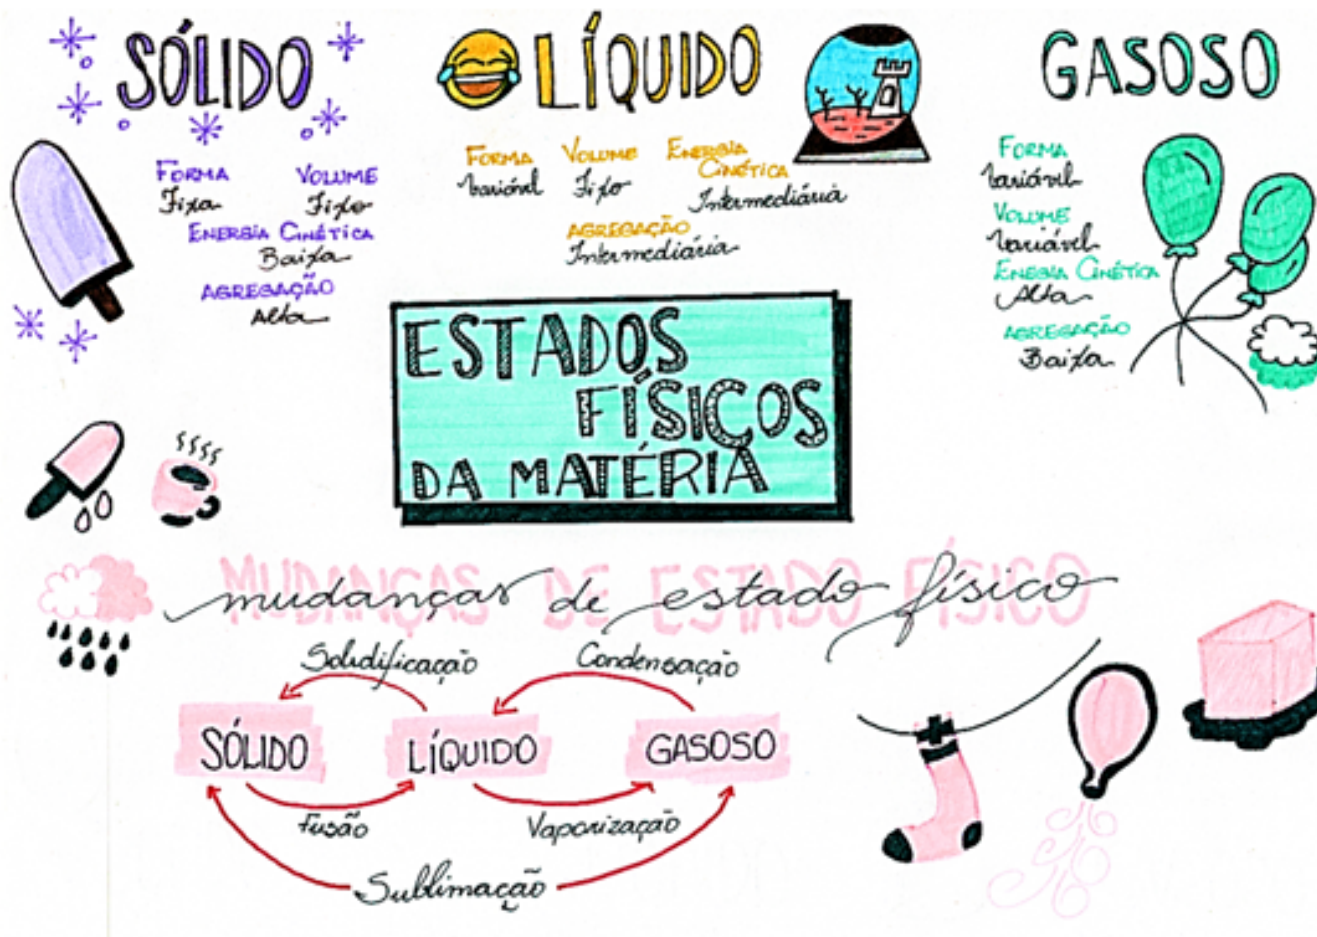 SÓLIDO
FORMA
Fixa
VOLUME
Fixo
ENERGIA CINÉTICA
Baixa
AGREGAÇÃO
Alta
LÍQUIDO
FORMA
Variável
VOLUME
Fixo
ENERGIA
CINÉTICA
Intermediária
AGREGAÇÃO
Intermediária
GASOSO
FORMA
Variável
VOLUME
Variável
ENEGIA CINÉTICA
Alta
AGREGAÇÃO
Baixa
ESTADOS
FÍSICOS
DA MATÉRIA
MUDANÇAS DE ESTADO FÍSICO
mudanças de estado físico
Solidificação
Condensação
SÓLIDO
LÍQUIDO
GASOSO
Fusão
Vaporização
Sublimação